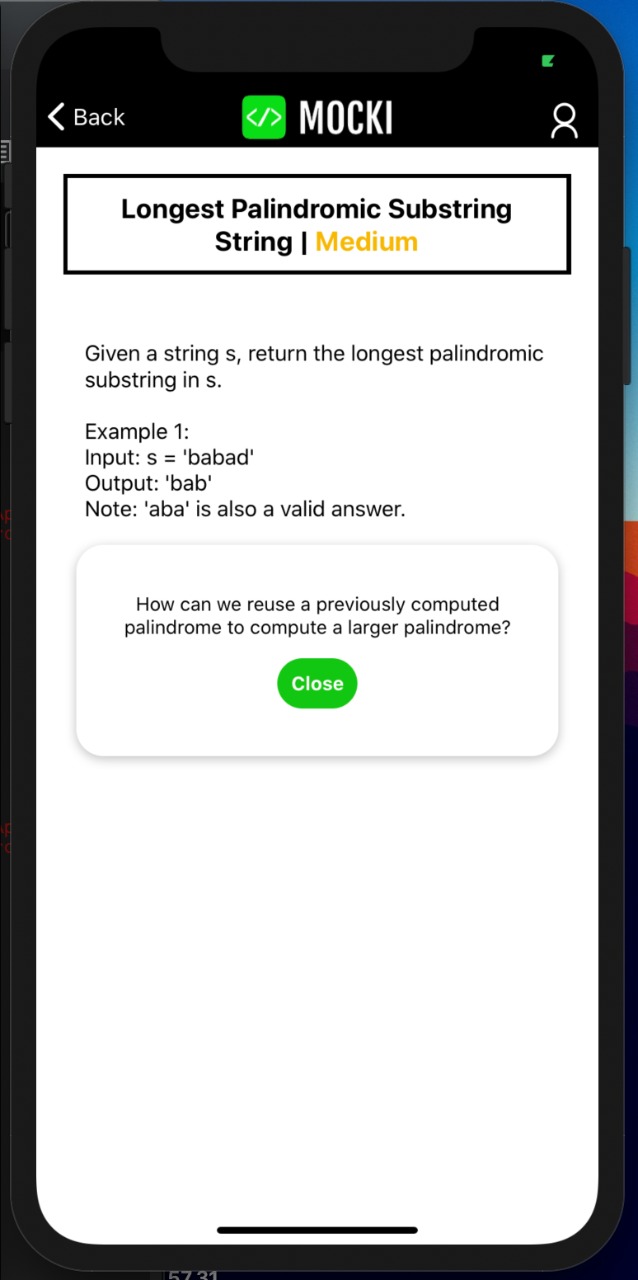 Back
</> MOCKI
Longest Palindromic Substring
String | Medium
Given a string s, return the longest palindromic
substring in s.
Example 1:
Input: s = 'babad'
Output: 'bab'
Note: 'aba' is also a valid answer.
How can we reuse a previously computed
palindrome to compute a larger palindrome?
Close